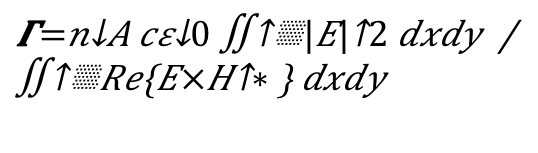 𝜞=n↓A cε↓0 ∬↑▒|E|↑2 dxdy /
∬↑▒Re{E×H↑∗ } dxdy